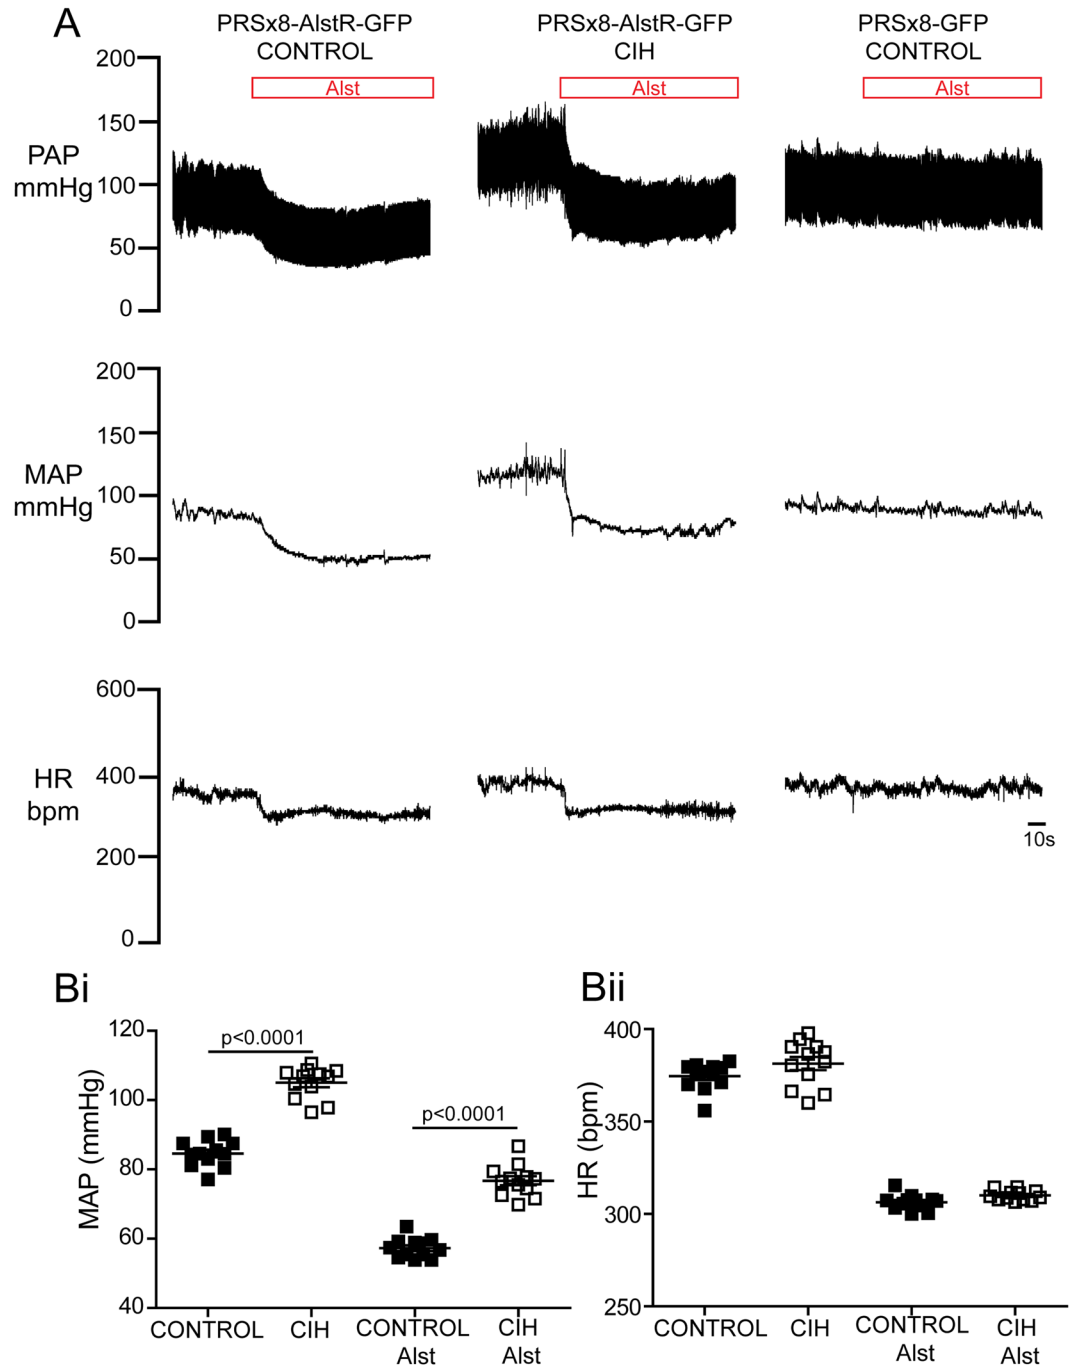 A
PRSx8-AlstR-GFP
CONTROL
PRSx8-AlstR-GFP
CIH
PRSx8-GFP
CONTROL
Alst
Alst
Alst
PAP
mmHg
200
150
100
50
0
MAP
mmHg
200
150
100
50
0
HR
bpm
600
400
200
0
10s
Bi
MAP (mmHg)
120
100
80
60
40
p<0.0001
p<0.0001
CONTROL
CIH
CONTROL
Alst
CIH
Alst
Bii
HR (bpm)
400
350
300
250
CONTROL
CIH
CONTROL
Alst
CIH
Alst